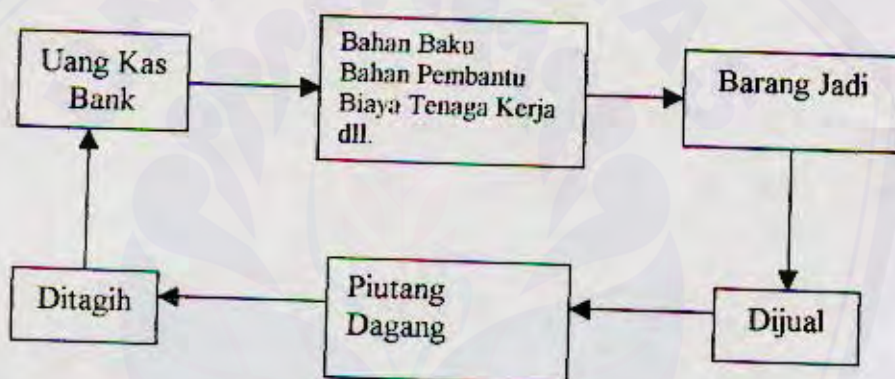 Uang Kas
Bank
Bahan Baku
Bahan Pembantu
Biaya Tenaga Kerja
dll.
Barang Jadi
Ditagih
Piutang
Dagang
Dijual